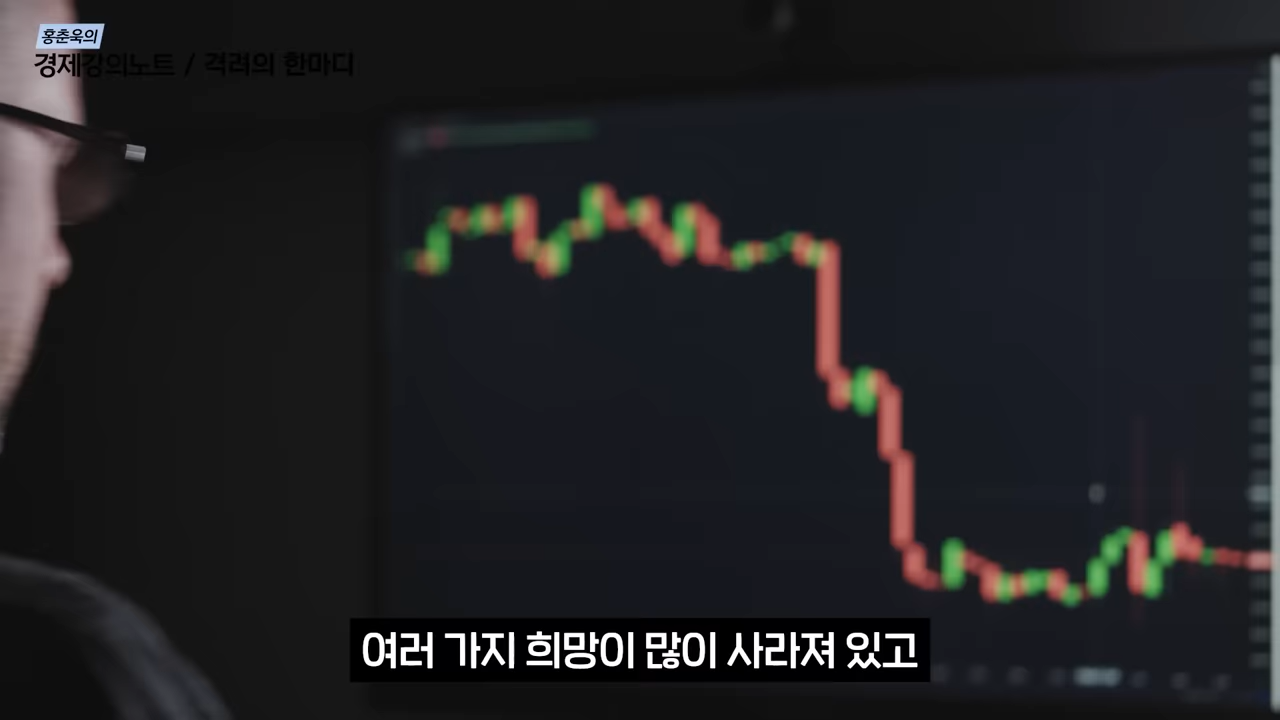 홍춘욱의
경제강의노트 / 격려의 한마디
여러 가지 희망이 많이 사라져 있고